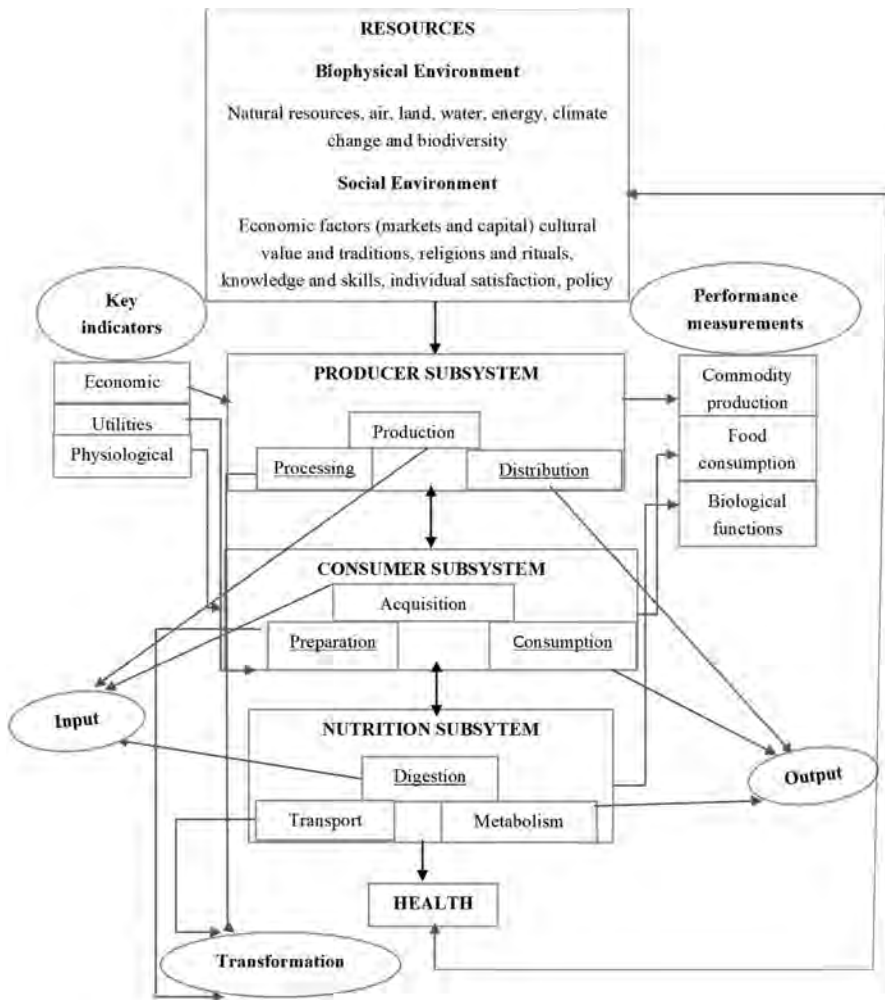 RESOURCES
Biophysical Environment
Natural resources, air, land, water, energy, climate
change and biodiversity
Social Environment
Economic factors (markets and capital) cultural
value and traditions, religions and rituals,
knowledge and skills, individual satisfaction, policy
Key
indicators
Performance
measurements
Economic
Utilities
Physiological
PRODUCER SUBSYSTEM
Production
Processing
Distribution
Commodity
production
Food
consumption
Biological
functions
CONSUMER SUBSYSTEM
Acquisition
Preparation
Consumption
Input
NUTRITION SUBSYTEM
Digestion
Transport
Metabolism
Output
HEALTH
Transformation